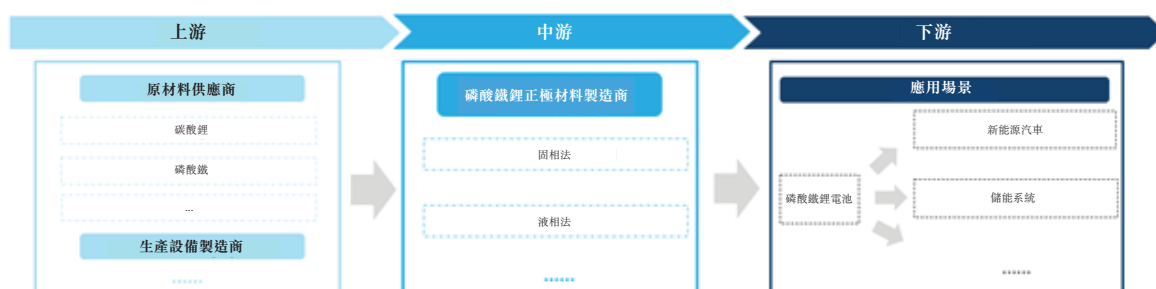 上游
中游
下游
原材料供應商
碳酸鋰
磷酸鐵
...
生產設備製造商
......
磷酸鐵鋰正極材料製造商
固相法
液相法
......
應用場景
磷酸鐵鋰電池
新能源汽車
儲能系統
......